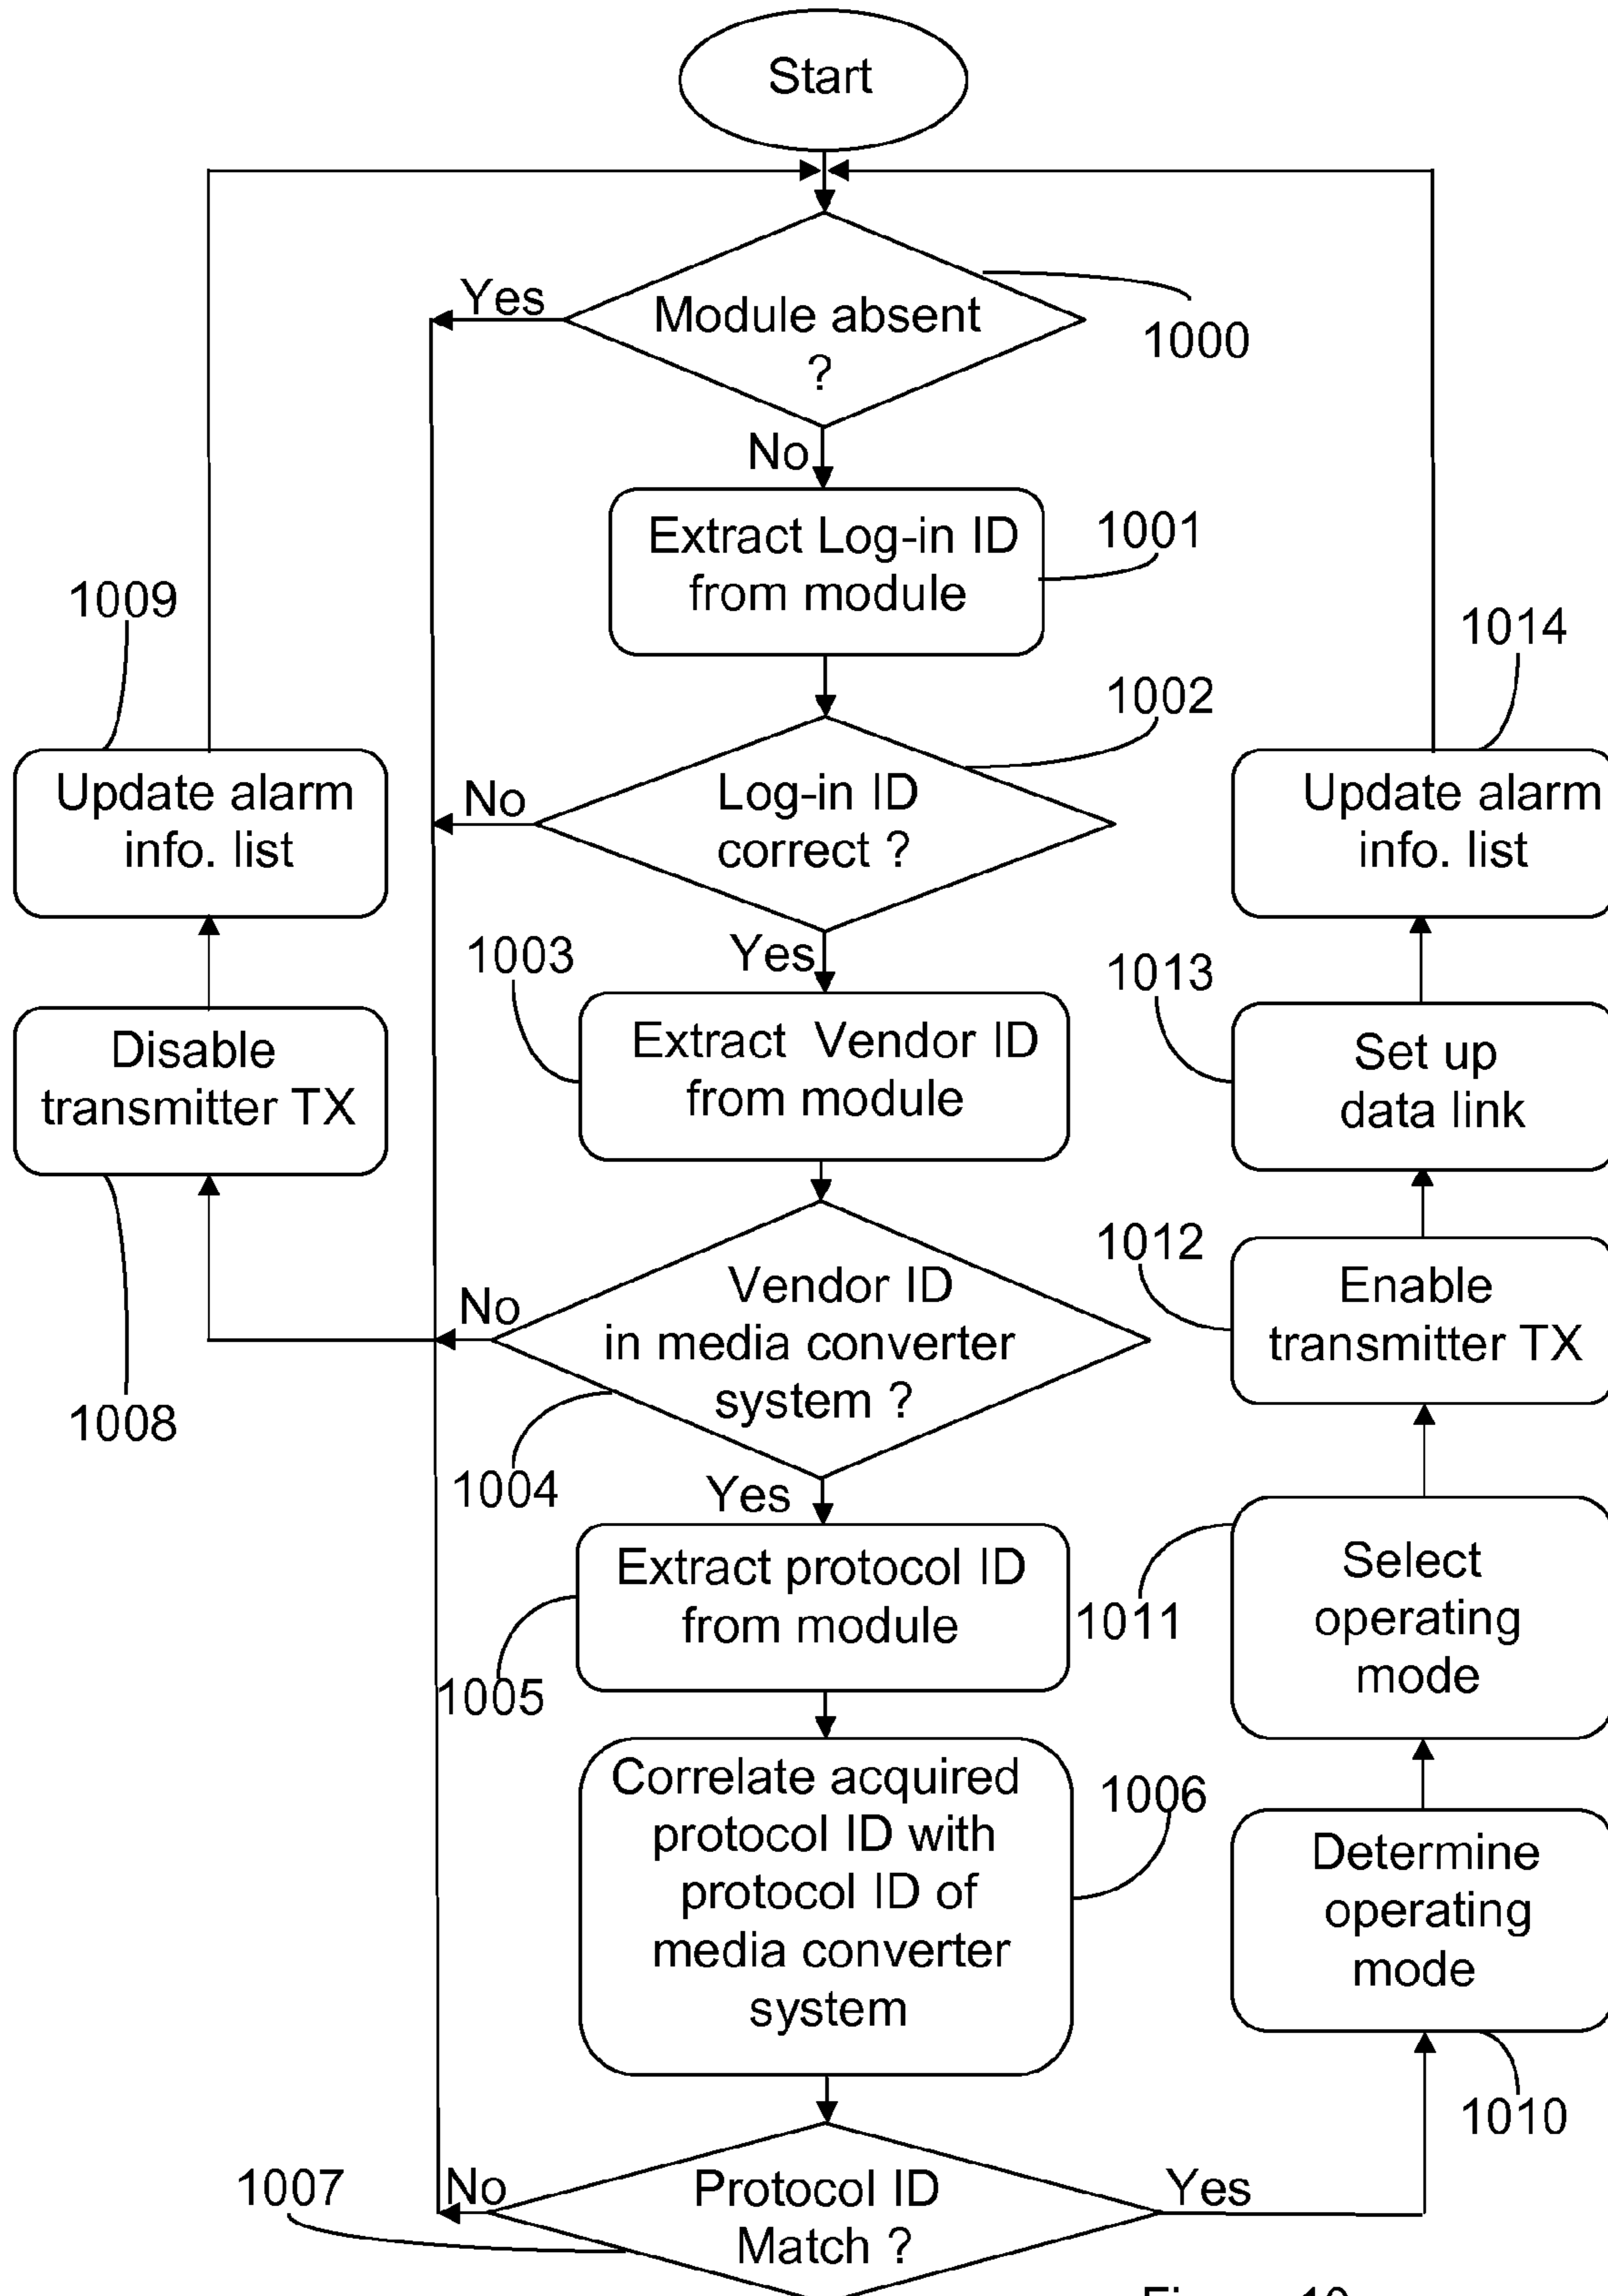 Start
Yes
Module absent
?
1000
No
Extract Log-in ID
from module
1001
1009
1014
1002
Update alarm
info. list
No
Log-in ID
correct ?
Update alarm
info. list
1003
Yes
1013
Disable
transmitter TX
Extract Vendor ID
from module
Set up
data link
1012
No
Vendor ID
in media converter
system ?
Enable
transmitter TX
1008
1004
Yes
Extract protocol ID
from module
1011
Select
operating
mode
1005
Correlate acquired
protocol ID with
protocol ID of
media converter
system
1006
Determine
operating
mode
1010
1007
No
Protocol ID
Match ?
Yes